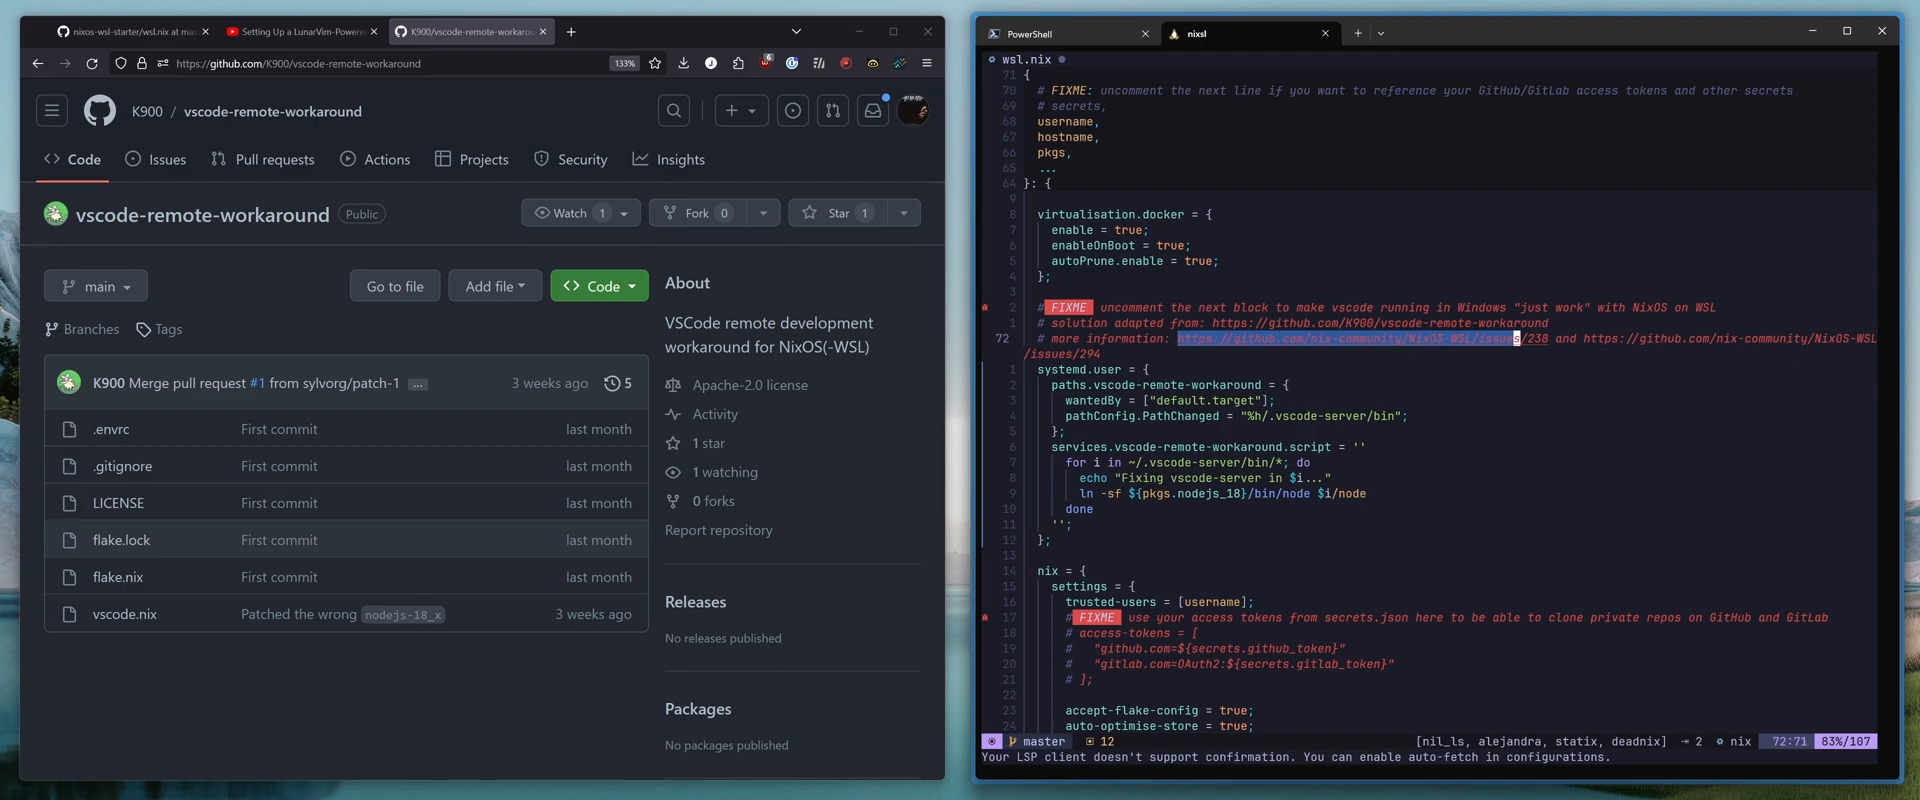 nixos-wsl-starter/wsl.nix at ma
Setting Up a LunarVim-Powere
K900/vscode-remote-workarou
https://github.com/K900/vscode-remote-workaround
133%
6
K900 / vscode-remote-workaround
Code
Issues
Pull requests
Actions
Projects
Security
Insights
vscode-remote-workaround
Public
Watch 1
Fork 0
Star 1
main
Go to file
Add file
Code
Branches
Tags
K900 Merge pull request #1 from sylvorg/patch-1 ...
3 weeks ago
5
.envrc First commit last month
.gitignore First commit last month
LICENSE First commit last month
flake.lock First commit last month
flake.nix First commit last month
vscode.nix Patched the wrong nodejs-18_x 3 weeks ago
About
VSCode remote development
workaround for NixOS(-WSL)
Apache-2.0 license
Activity
1 star
1 watching
0 forks
Report repository
Releases
No releases published
Packages
No packages published
PowerShell
nixsl
wsl.nix
71 {
70 # FIXME: uncomment the next line if you want to reference your GitHub/GitLab access tokens and other secrets
69 # secrets,
68 username,
67 hostname,
66 pkgs,
65 ...
64 }: {
9
8 virtualisation.docker = {
7 enable = true;
6 enableOnBoot = true;
5 autoPrune.enable = true;
4 };
3
2 # FIXME uncomment the next block to make vscode running in Windows "just work" with NixOS on WSL
1 # solution adapted from: https://github.com/K900/vscode-remote-workaround
72 # more information: https://github.com/nix-community/NixOS-WSL/issues/238 and https://github.com/nix-community/NixOS-WSL
/issues/294
1 systemd.user = {
2 paths.vscode-remote-workaround = {
3 wantedBy = ["default.target"];
4 pathConfig.PathChanged = "%h/.vscode-server/bin";
5 };
6 services.vscode-remote-workaround.script = ''
7 for i in ~/.vscode-server/bin/*; do
8 echo "Fixing vscode-server in $i..."
9 ln -sf ${pkgs.nodejs_18}/bin/node $i/node
10 done
11 '';
12 };
13
14 nix = {
15 settings = {
16 trusted-users = [username];
17 # FIXME use your access tokens from secrets.json here to be able to clone private repos on GitHub and GitLab
18 # access-tokens = [
19 # "github.com=${secrets.github_token}"
20 # "gitlab.com=OAuth2:${secrets.gitlab_token}"
21 # ];
22
23 accept-flake-config = true;
24 auto-optimise-store = true;
master 12 [nil_ls, alejandra, statix, deadnix] 2 nix 72:71 83%/107
Your LSP client doesn't support confirmation. You can enable auto-fetch in configurations.